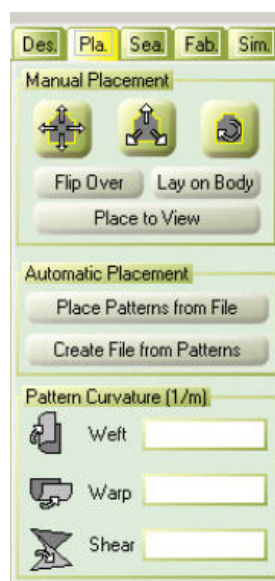 Des. Pla. Sea. Fab. Sim.
Manual Placement
Flip Over Lay on Body
Place to View
Automatic Placement
Place Patterns from File
Create File from Patterns
Pattern Curvature (1/m)
Weft
Warp
Shear